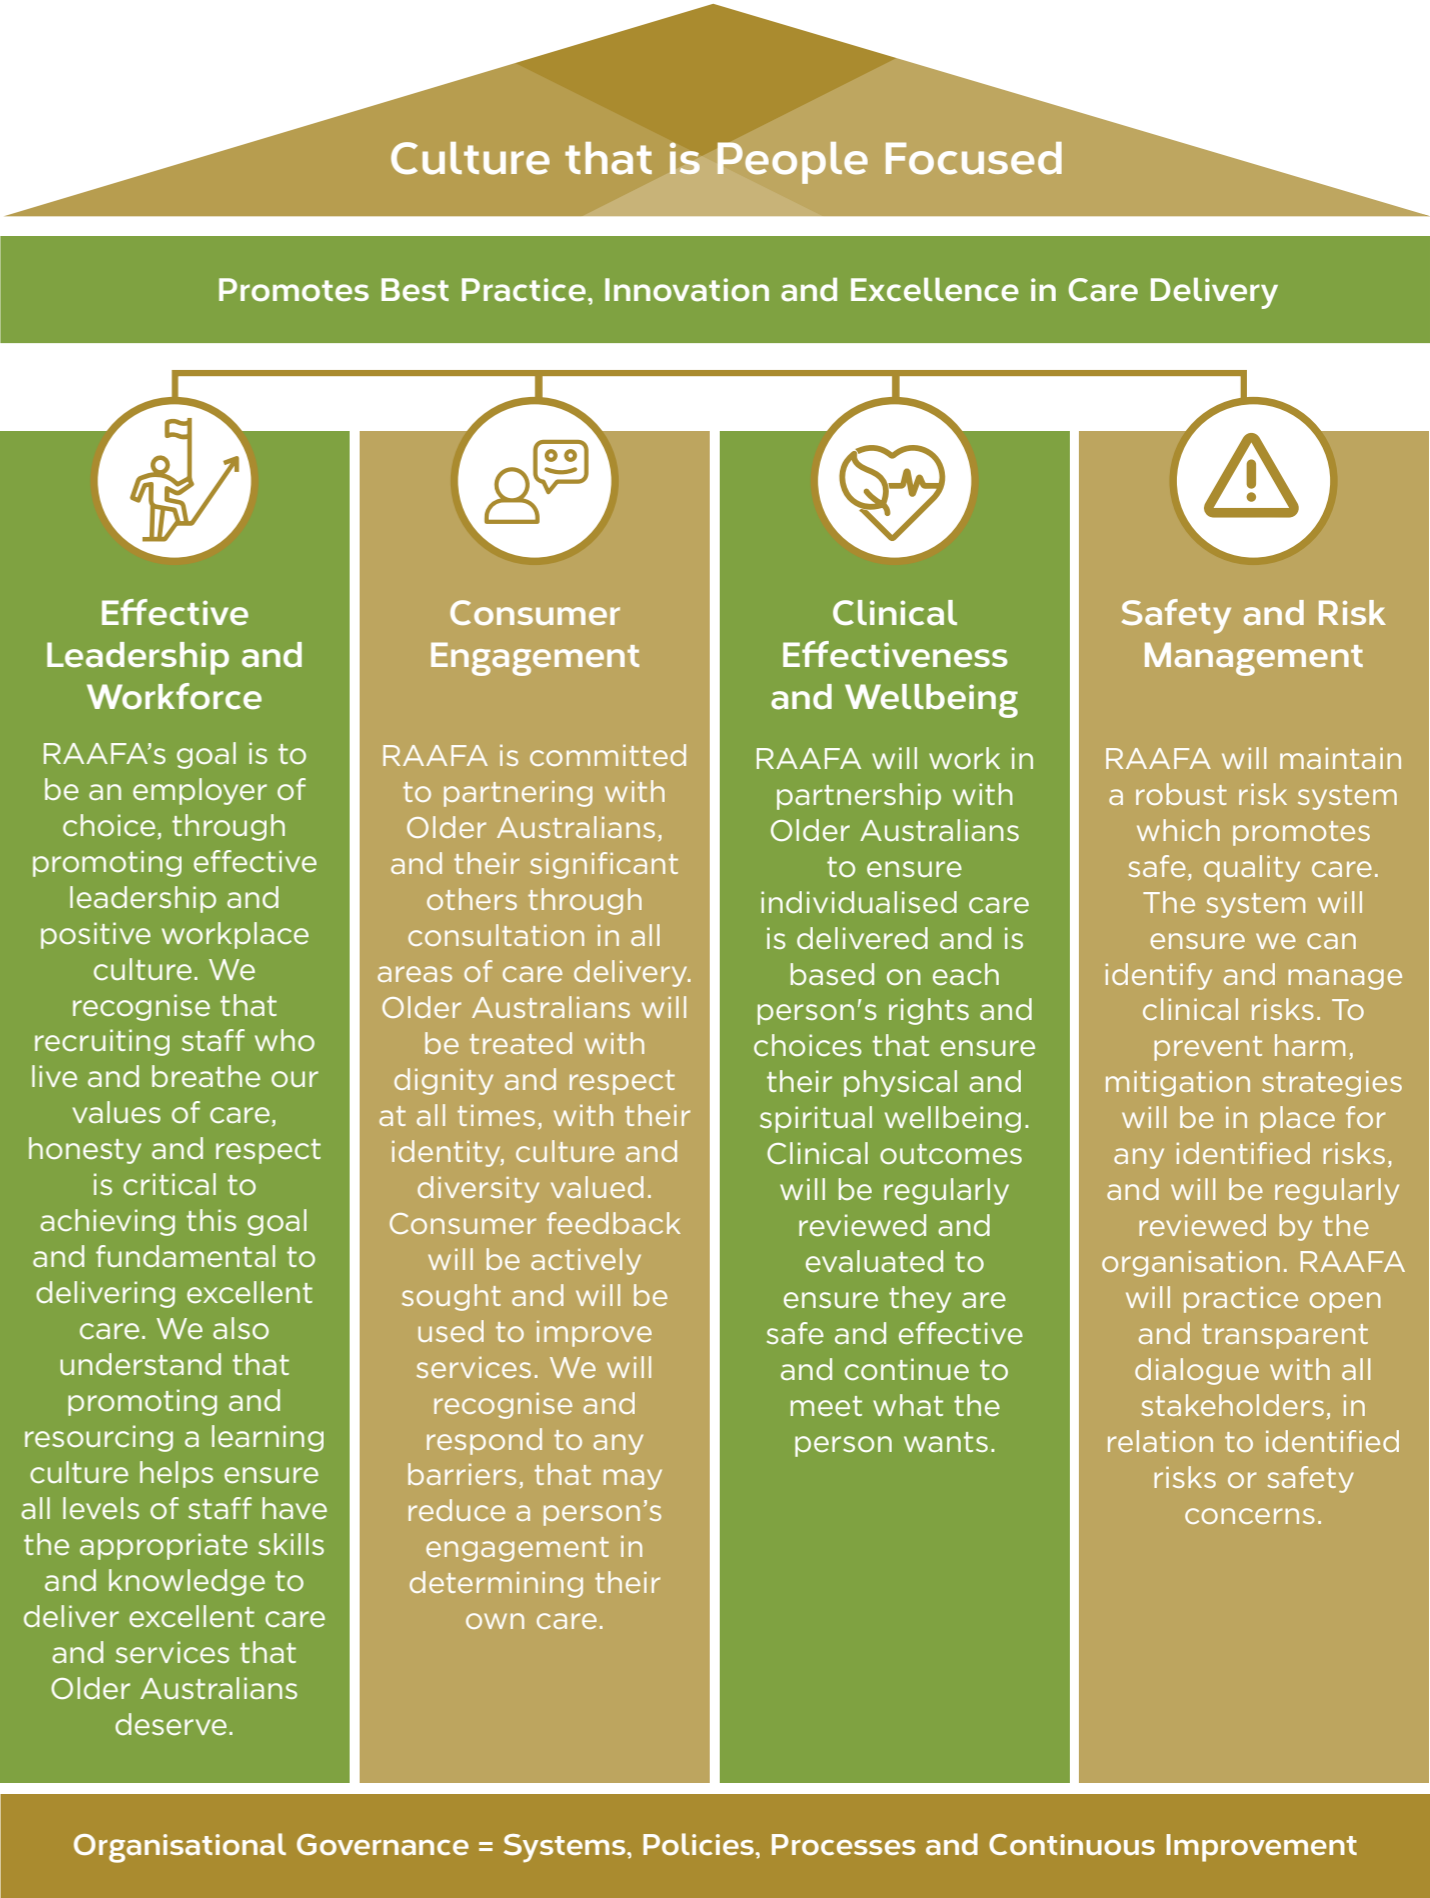 Culture that is People Focused
Promotes Best Practice, Innovation and Excellence in Care Delivery
Effective
Leadership and
Workforce
RAAFA’s goal is to
be an employer of
choice, through
promoting effective
leadership and
positive workplace
culture. We
recognise that
recruiting staff who
live and breathe our
values of care,
honesty and respect
is critical to
achieving this goal
and fundamental to
delivering excellent
care. We also
understand that
promoting and
resourcing a learning
culture helps ensure
all levels of staff have
the appropriate skills
and knowledge to
deliver excellent care
and services that
Older Australians
deserve.
Consumer
Engagement
RAAFA is committed
to partnering with
Older Australians,
and their significant
others through
consultation in all
areas of care delivery.
Older Australians will
be treated with
dignity and respect
at all times, with their
identity, culture and
diversity valued.
Consumer feedback
will be actively
sought and will be
used to improve
services. We will
recognise and
respond to any
barriers, that may
reduce a person’s
engagement in
determining their
own care.
Clinical
Effectiveness
and Wellbeing
RAAFA will work in
partnership with
Older Australians
to ensure
individualised care
is delivered and is
based on each
person's rights and
choices that ensure
their physical and
spiritual wellbeing.
Clinical outcomes
will be regularly
reviewed and
evaluated to
ensure they are
safe and effective
and continue to
meet what the
person wants.
Safety and Risk
Management
RAAFA will maintain
a robust risk system
which promotes
safe, quality care.
The system will
ensure we can
identify and manage
clinical risks. To
prevent harm,
mitigation strategies
will be in place for
any identified risks,
and will be regularly
reviewed by the
organisation. RAAFA
will practice open
and transparent
dialogue with all
stakeholders, in
relation to identified
risks or safety
concerns.
Organisational Governance = Systems, Policies, Processes and Continuous Improvement